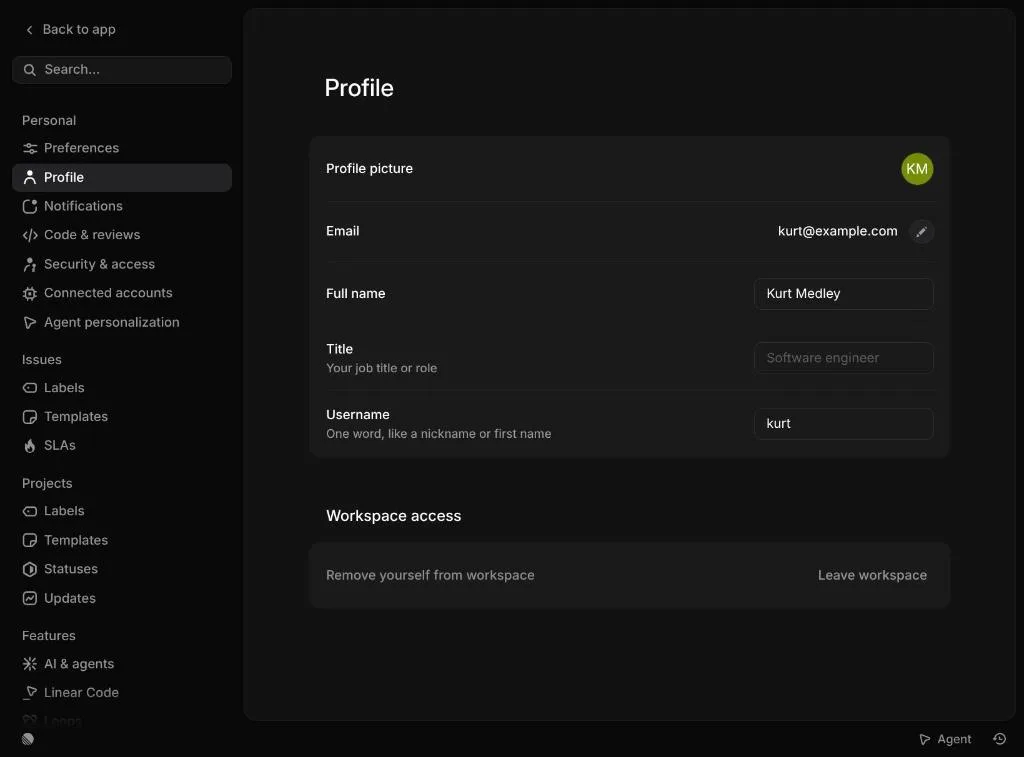 Back to app
Search...
Personal
Preferences
Profile
Notifications
Code & reviews
Security & access
Connected accounts
Agent personalization
Issues
Labels
Templates
SLAs
Projects
Labels
Templates
Statuses
Updates
Features
AI & agents
Linear Code
Loops
Profile
Profile picture
KM
Email
kurt@example.com
Full name
Kurt Medley
Title
Your job title or role
Software engineer
Username
One word, like a nickname or first name
kurt
Workspace access
Remove yourself from workspace
Leave workspace
Agent